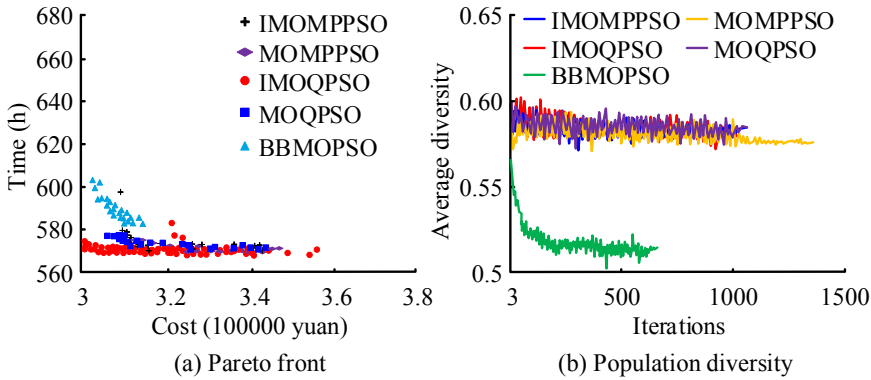 680
660
640
620
600
580
560
Time (h)
IMOMPPSO
MOMPPSO
IMOQPSO
MOQPSO
BBMOPSO
3 3.2 3.4 3.6 3.8
Cost (100000 yuan)
(a) Pareto front
0.65
0.60
0.55
0.5
Average diversity
IMOMPPSO MOMPPSO
IMOQPSO MOQPSO
BBMOPSO
3 500 1000 1500
Iterations
(b) Population diversity